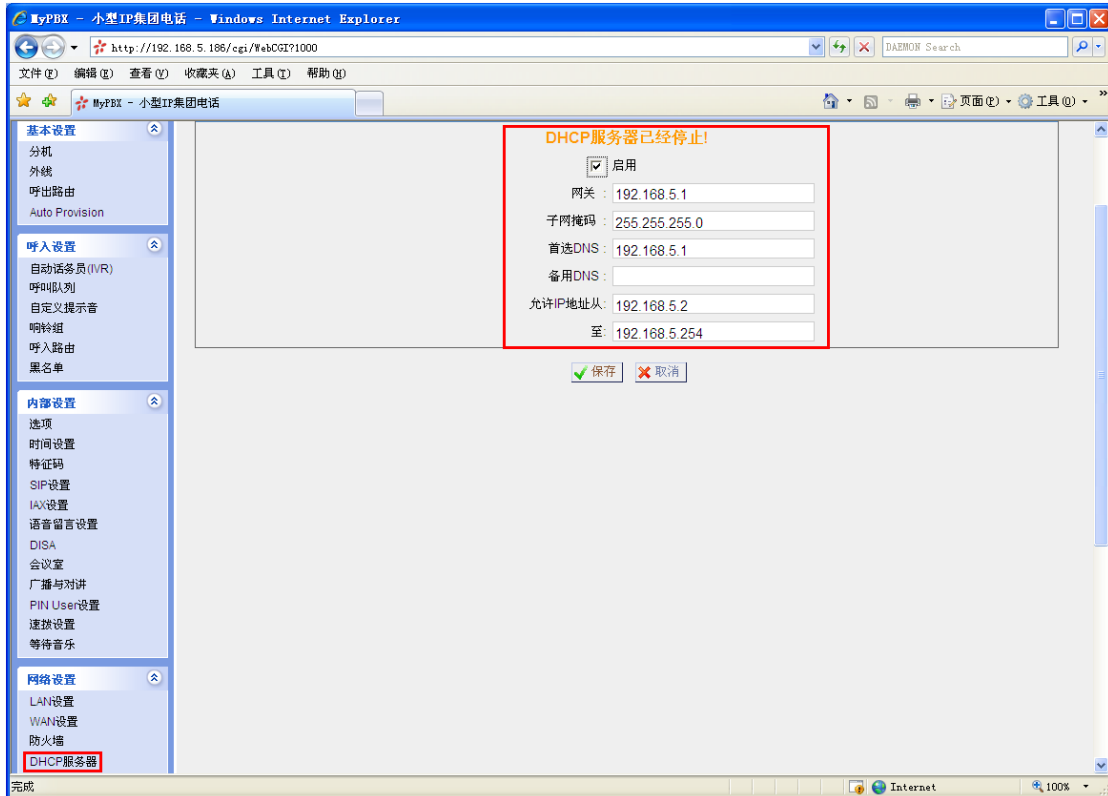 MyPBX - 小型IP集团电话 - Windows Internet Explorer
http://192.168.5.186/cgi/WebCGI?1000
DAEMON Search
文件(F) 编辑(E) 查看(V) 收藏夹(A) 工具(T) 帮助(H)
MyPBX - 小型IP集团电话
页面(P) 工具(O) »
基本设置
分机
外线
呼出路由
Auto Provision
呼入设置
自动话务员(IVR)
呼叫队列
自定义提示音
响铃组
呼入路由
黑名单
内部设置
选项
时间设置
特征码
SIP设置
IAX设置
语音留言设置
DISA
会议室
广播与对讲
PIN User设置
速拨设置
等待音乐
网络设置
LAN设置
WAN设置
防火墙
DHCP服务器
DHCP服务器已经停止!
启用
网关 : 192.168.5.1
子网掩码 : 255.255.255.0
首选DNS : 192.168.5.1
备用DNS :
允许IP地址从: 192.168.5.2
至: 192.168.5.254
保存 取消
完成 Internet 100%